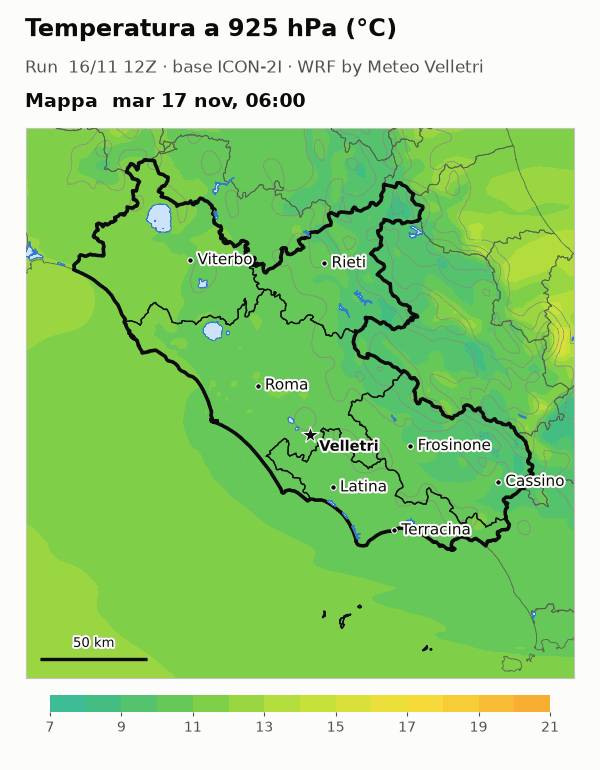 Temperatura a 925 hPa (°C)
Run  16/11 12Z · base ICON-2I · WRF by Meteo Velletri
Mappa  mar 17 nov, 06:00
Viterbo
Rieti
Roma
Velletri
Frosinone
Cassino
Latina
Terracina
50 km
7 9 11 13 15 17 19 21